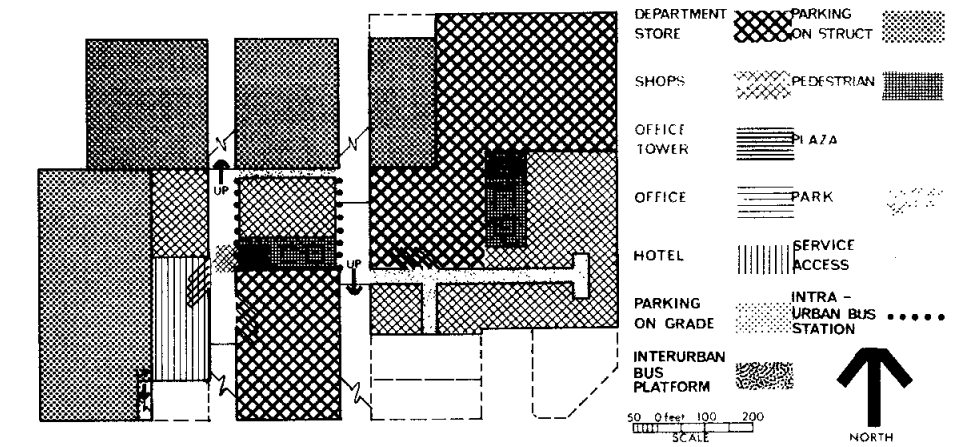 DEPARTMENT
STORE
PARKING
ON STRUCT
SHOPS
PEDESTRIAN
OFFICE
TOWER
PLAZA
OFFICE
PARK
HOTEL
SERVICE
ACCESS
PARKING
ON GRADE
INTRA -
URBAN BUS
STATION
INTERURBAN
BUS
PLATFORM
50 0 feet 100 200
SCALE
NORTH
UP
UP